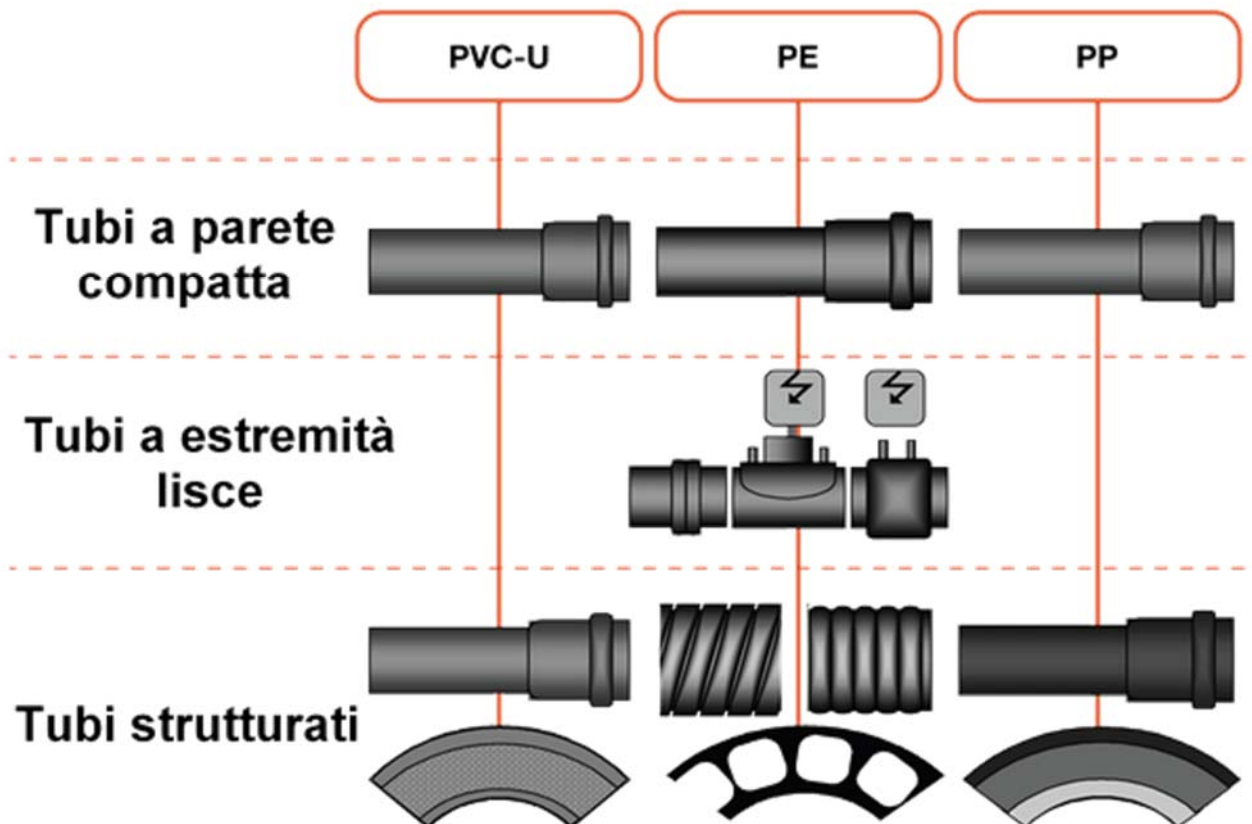 PVC-U
PE
PP
Tubi a parete
compatta
Tubi a estremità
lisce
Tubi strutturati